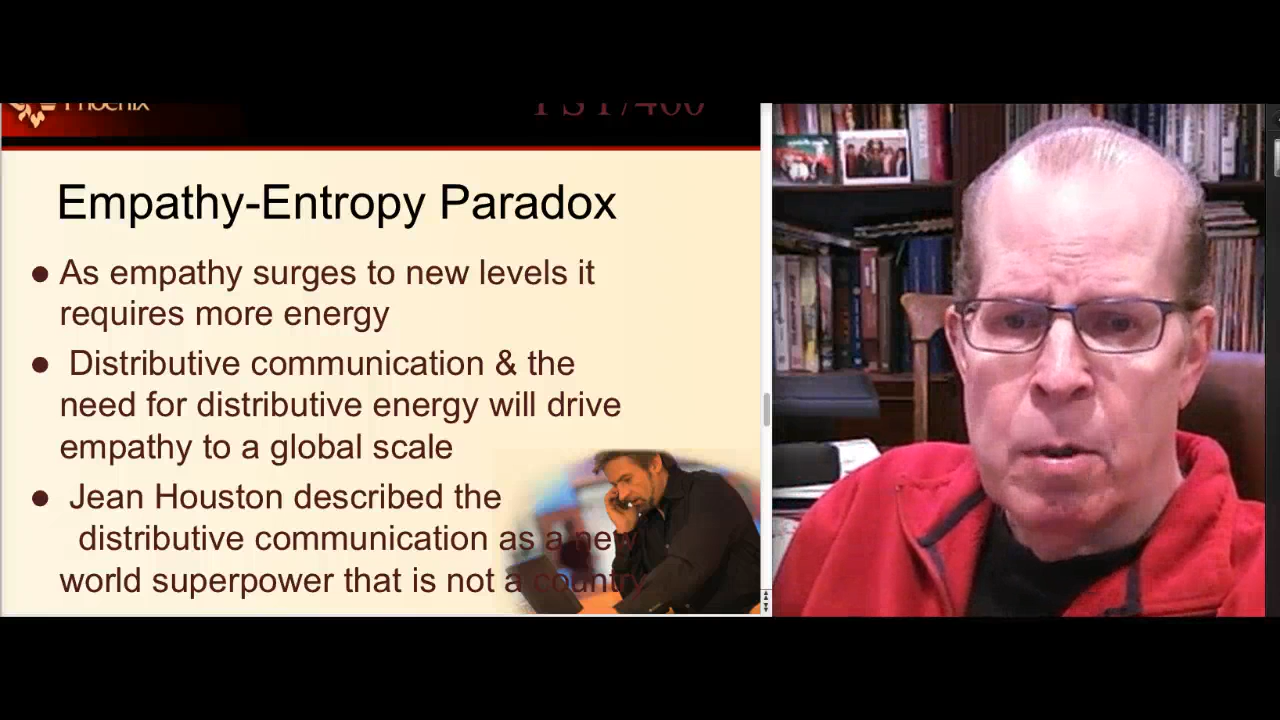 Phoenix
PSY/400
Empathy-Entropy Paradox
● As empathy surges to new levels it
requires more energy
● Distributive communication & the
need for distributive energy will drive
empathy to a global scale
● Jean Houston described the
distributive communication as a new
world superpower that is not a country